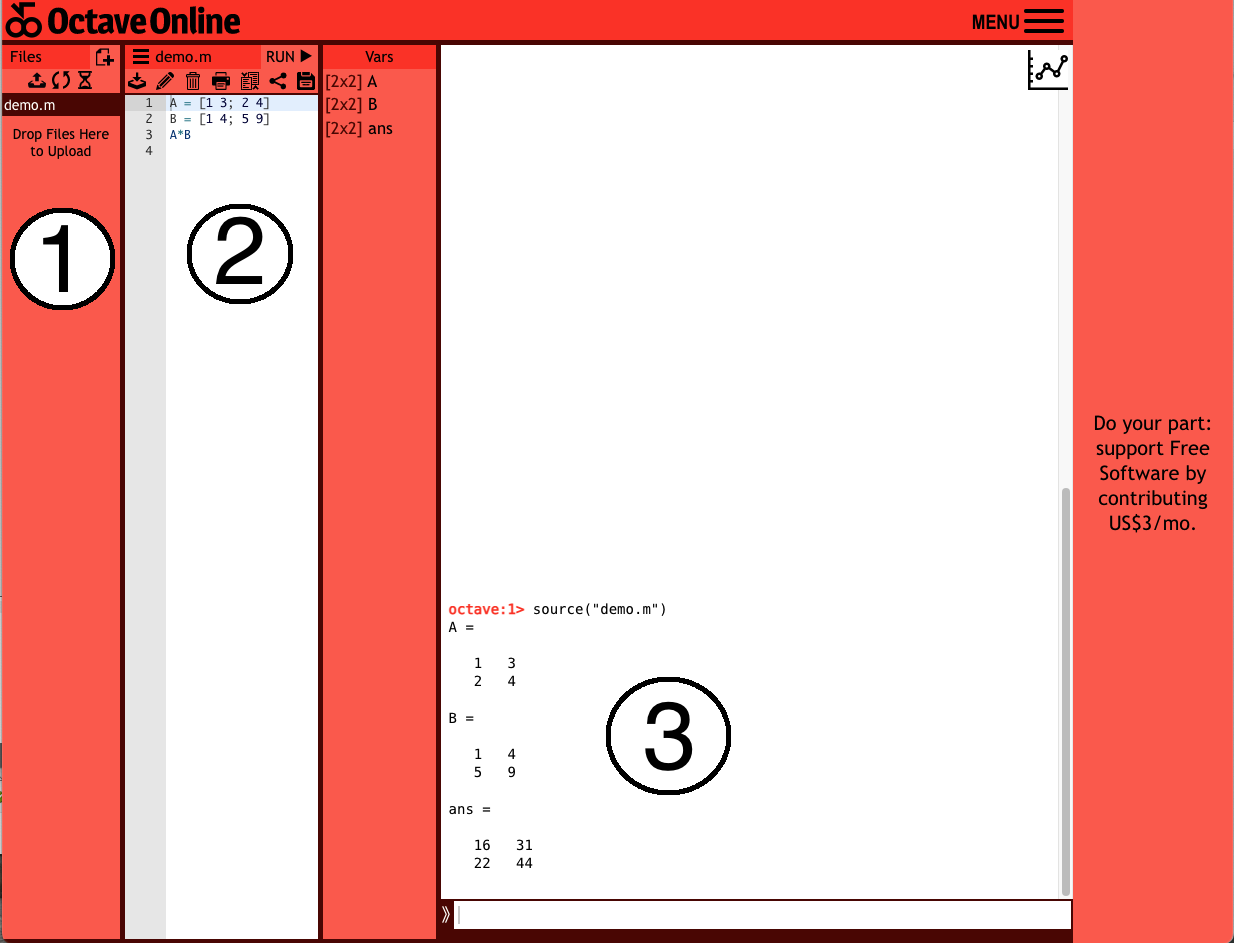 Octave Online
MENU
Files
demo.m
Drop Files Here
to Upload
1
demo.m
RUN
1 A = [1 3; 2 4]
2 B = [1 4; 5 9]
3 A*B
4
2
Vars
[2x2] A
[2x2] B
[2x2] ans
octave:1> source("demo.m")
A =
1 3
2 4
B =
1 4
5 9
ans =
16 31
22 44
3
Do your part:
support Free
Software by
contributing
US$3/mo.